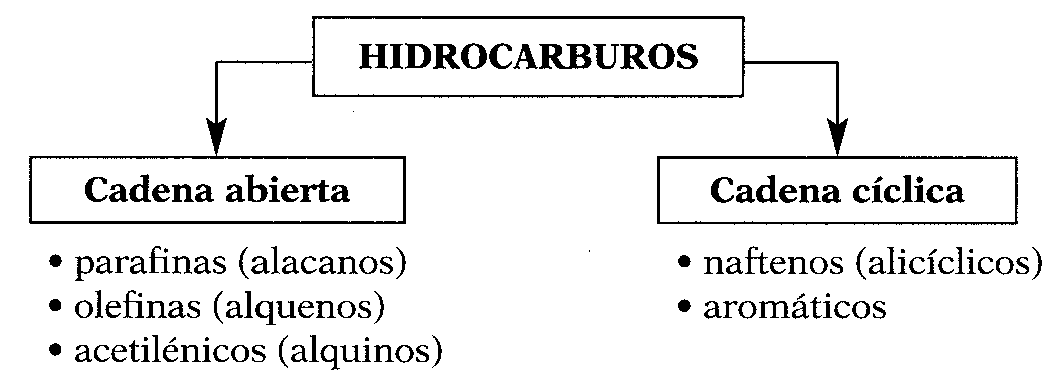 HIDROCARBUROS
Cadena abierta
• parafinas (alacanos)
• olefinas (alquenos)
• acetilénicos (alquinos)
Cadena cíclica
• naftenos (alicíclicos)
• aromáticos